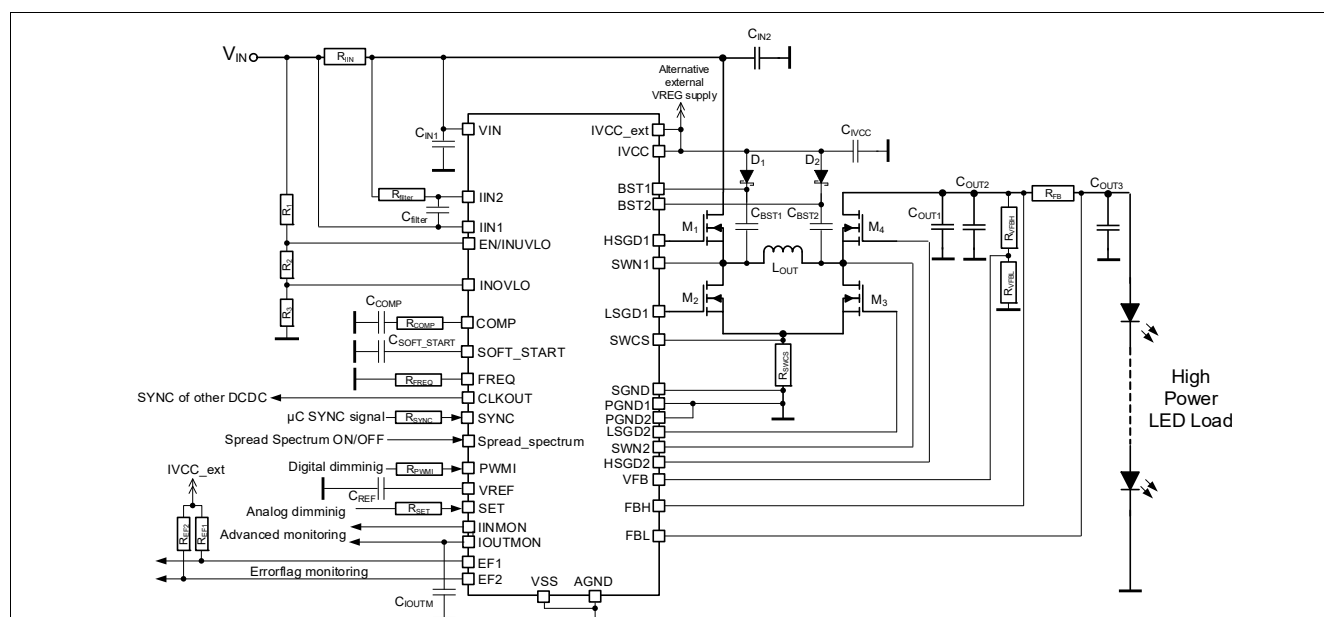 VIN
RIIN
CIN2
Alternative
external
VREG supply
CIN1
VIN
IVCC_ext
IVCC
CIVCC
D1
D2
Rfilter
IIN2
Cfilter
IIN1
BST1
BST2
CBST1
CBST2
COUT1
COUT2
RFB
COUT3
RVFBH
RVFBL
R1
EN/INUVLO
HSGD1
M1
M4
SWN1
LOUT
R2
INOVLO
LSGD1
M2
M3
R3
CCOMP
RCOMP
COMP
SWCS
RSWCS
CSOFT_START
SOFT_START
RFREQ
FREQ
SGND
SYNC of other DCDC
CLKOUT
PGND1
PGND2
µC SYNC signal
RSYNC
SYNC
LSGD2
Spread Spectrum ON/OFF
Spread_spectrum
SWN2
HSGD2
High
Power
LED Load
IVCC_ext
Digital dimminig
RPWMI
PWMI
VFB
CREF
VREF
Analog dimminig
RSET
SET
FBH
IINMON
Advanced monitoring
IOUTMON
FBL
REF2
REF1
EF1
Errorflag monitoring
EF2
CIOUTM
VSS
AGND